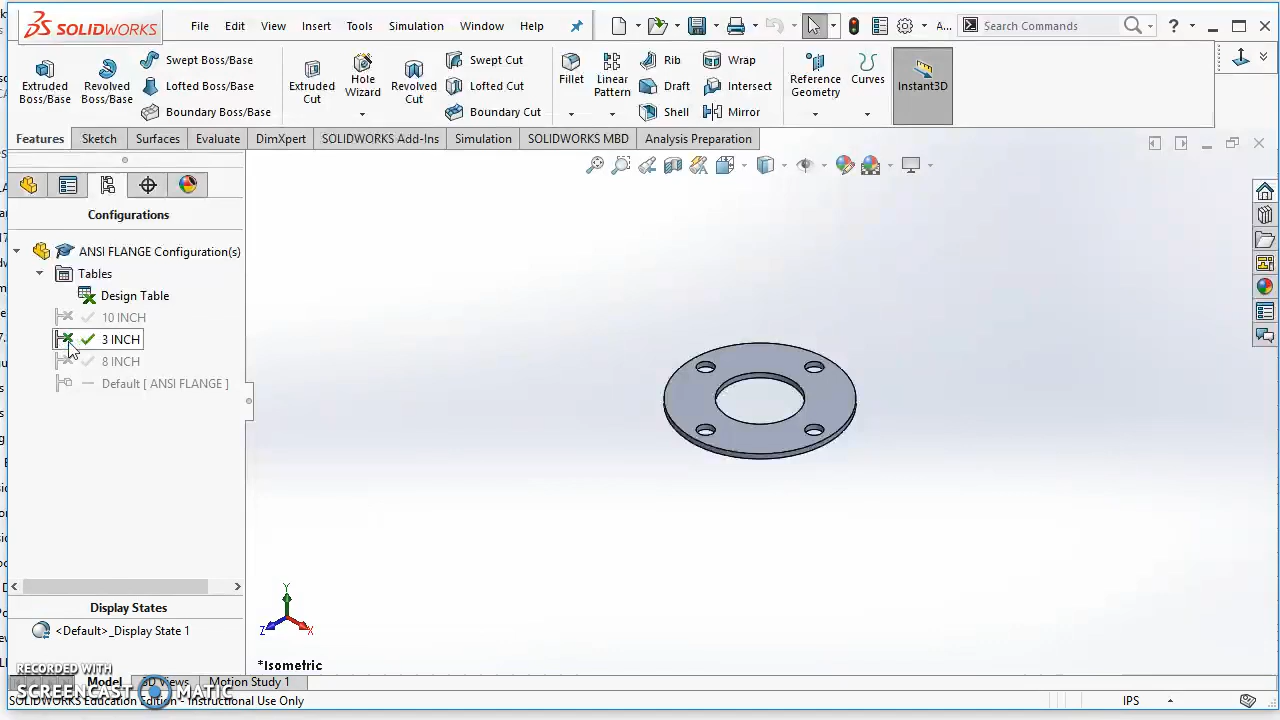 SOLIDWORKS
File Edit View Insert Tools Simulation Window Help A... Search Commands ?
Extruded Boss/Base
Revolved Boss/Base
Swept Boss/Base
Lofted Boss/Base
Boundary Boss/Base
Extruded Cut
Hole Wizard
Revolved Cut
Swept Cut
Lofted Cut
Boundary Cut
Fillet
Linear Pattern
Rib
Draft
Shell
Wrap
Intersect
Mirror
Reference Geometry
Curves
Instant3D
Features Sketch Surfaces Evaluate DimXpert SOLIDWORKS Add-Ins Simulation SOLIDWORKS MBD Analysis Preparation
Configurations
ANSI FLANGE Configuration(s)
Tables
Design Table
10 INCH
3 INCH
8 INCH
Default [ ANSI FLANGE ]
Display States
<Default>_Display State 1
Y
Z
X
*Isometric
RECORDED WITH
SCREENCAST MATIC
Model 3D Views Motion Study 1
SOLIDWORKS Education Edition - Instructional Use Only
IPS